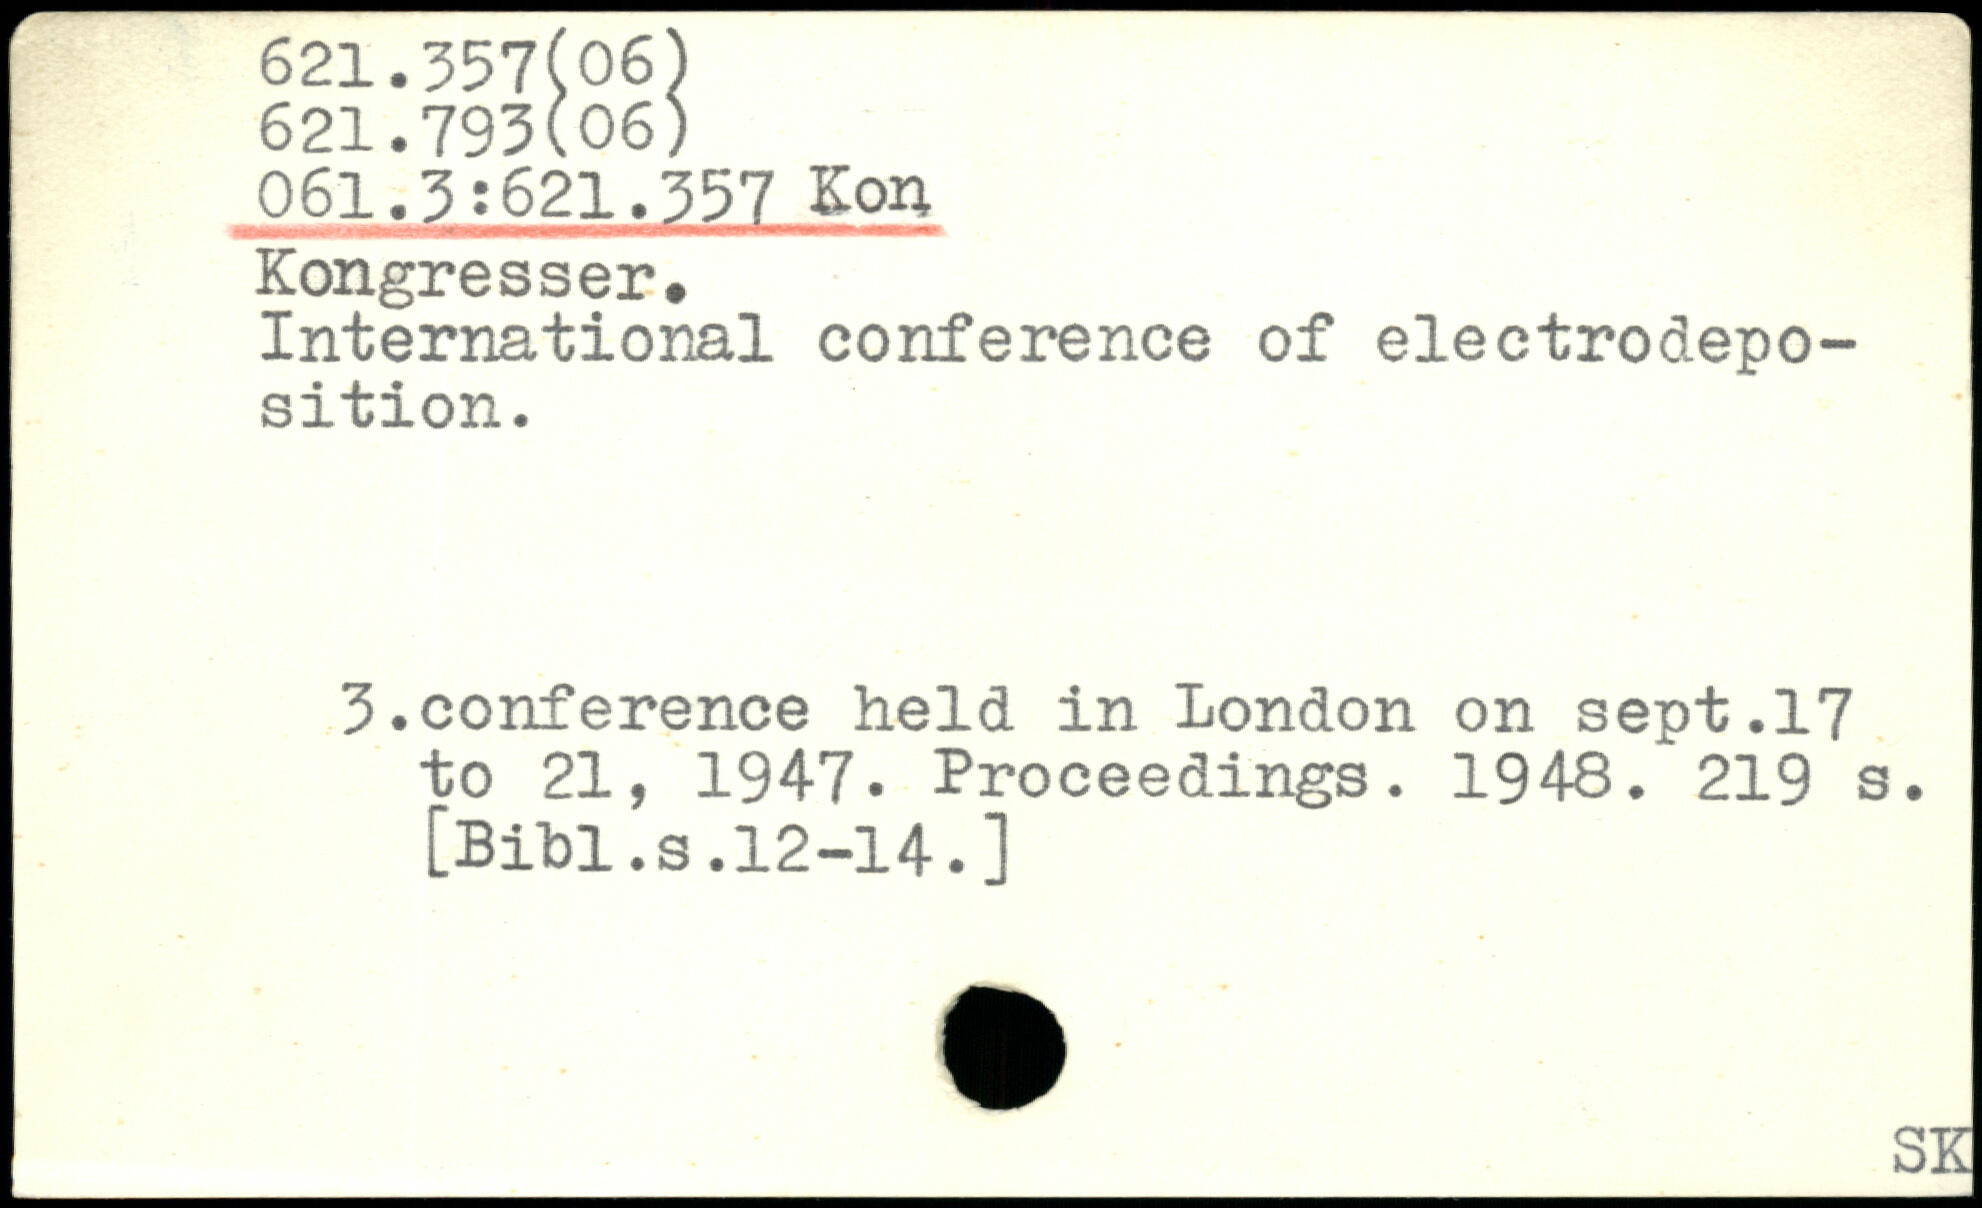 621.357(06)
621.793(06)
061.3:621.357 Kon
Kongresser.
International conference of electrodepo-
sition.
3.conference held in London on sept.17
to 21, 1947. Proceedings. 1948. 219 s.
[Bibl.s.12-14.]
SK